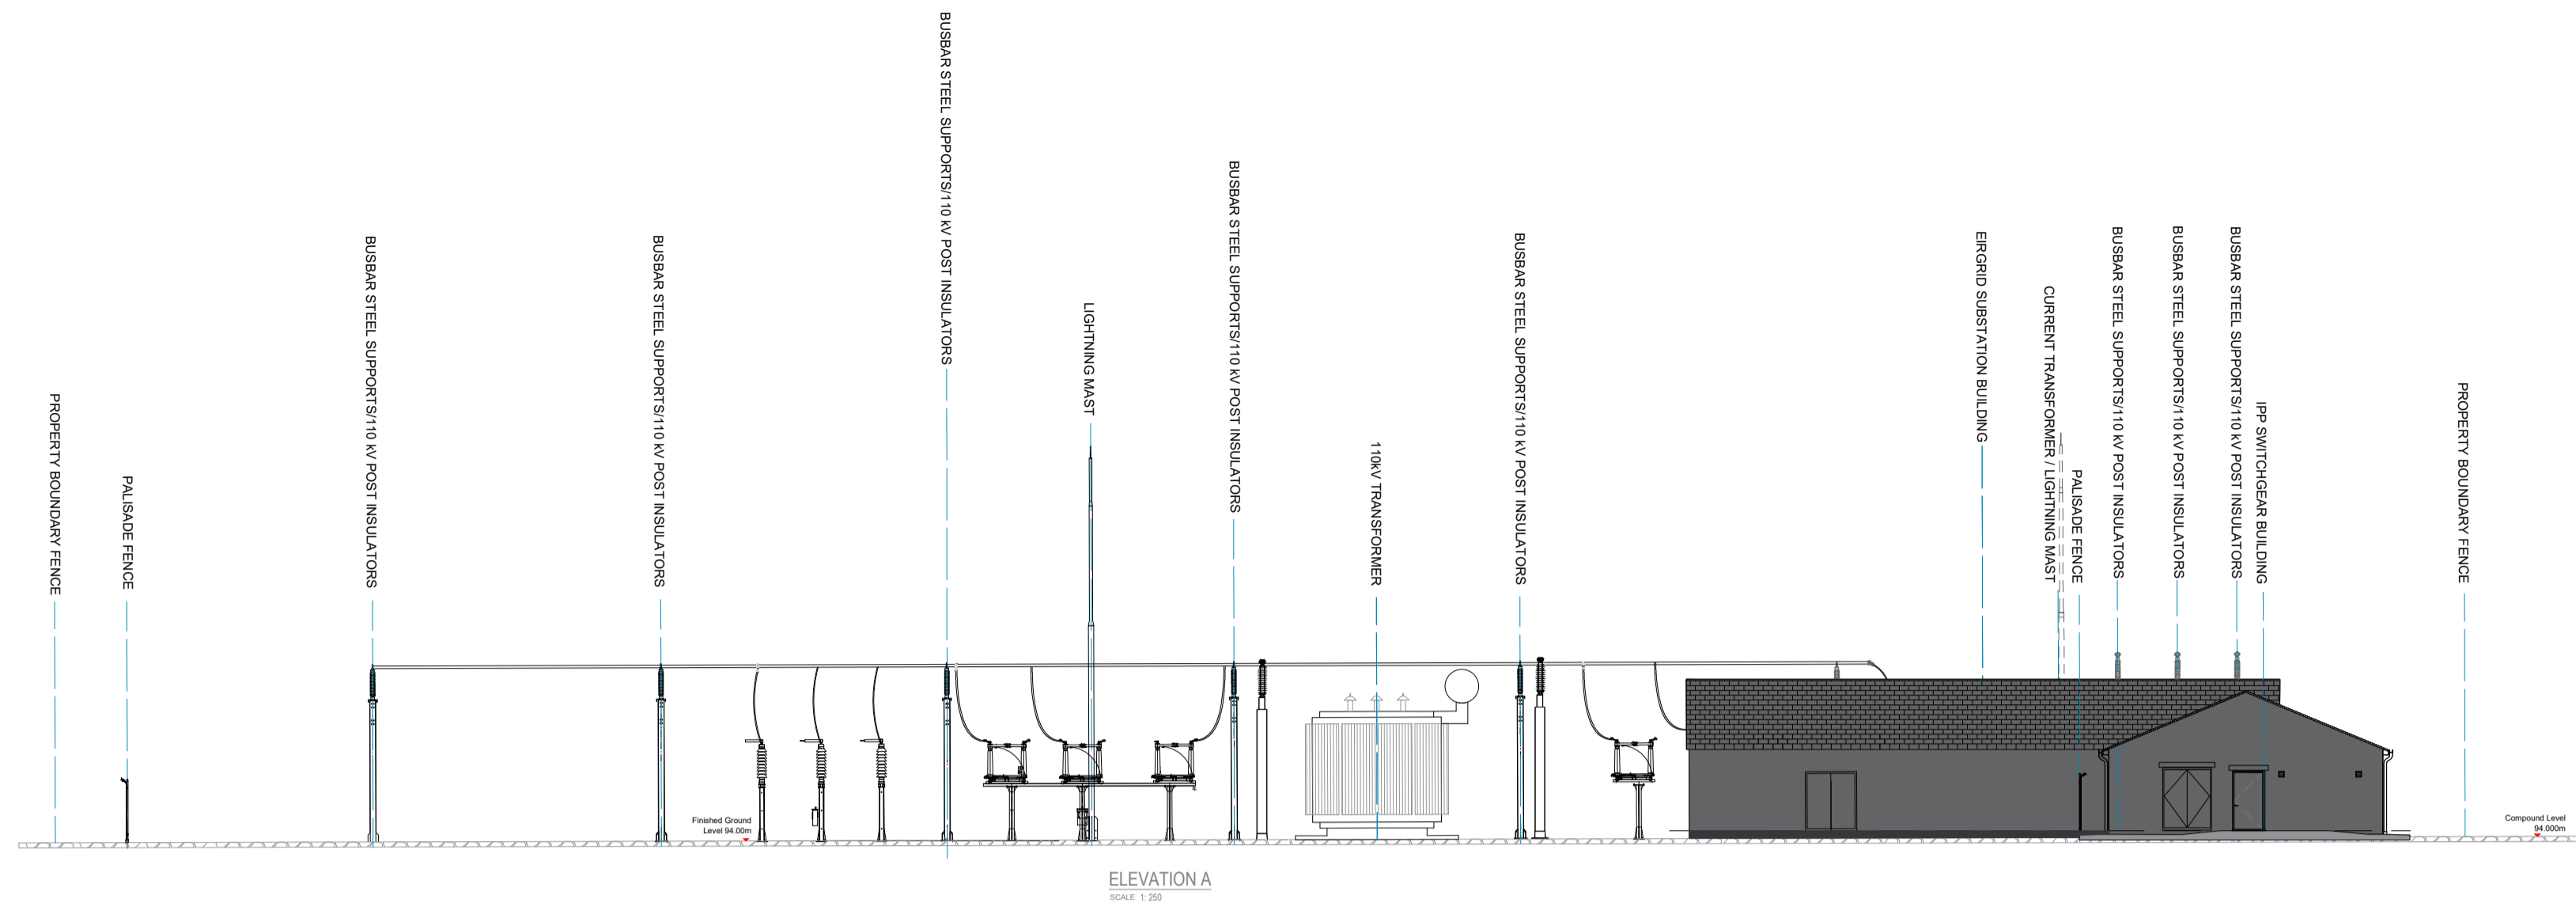 PROPERTY BOUNDARY FENCE
PALISADE FENCE
BUSBAR STEEL SUPPORTS/110 kV POST INSULATORS
BUSBAR STEEL SUPPORTS/110 kV POST INSULATORS
BUSBAR STEEL SUPPORTS/110 kV POST INSULATORS
LIGHTNING MAST
BUSBAR STEEL SUPPORTS/110 kV POST INSULATORS
110kV TRANSFORMER
BUSBAR STEEL SUPPORTS/110 kV POST INSULATORS
EIRGRID SUBSTATION BUILDING
CURRENT TRANSFORMER / LIGHTNING MAST
PALISADE FENCE
BUSBAR STEEL SUPPORTS/110 kV POST INSULATORS
BUSBAR STEEL SUPPORTS/110 kV POST INSULATORS
BUSBAR STEEL SUPPORTS/110 kV POST INSULATORS
IPP SWITCHGEAR BUILDING
PROPERTY BOUNDARY FENCE
Finished Ground
Level 94.00m
Compound Level
94.000m
ELEVATION A
SCALE 1: 250